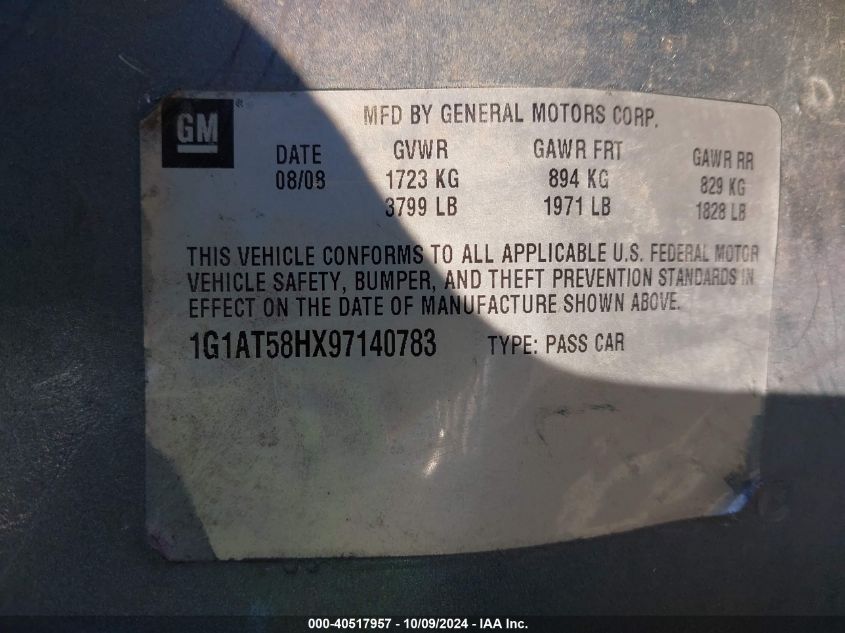 GM ®
MFD BY GENERAL MOTORS CORP.
DATE GVWR GAWR FRT GAWR RR
08/08 1723 KG 894 KG 829 KG
3799 LB 1971 LB 1828 LB
THIS VEHICLE CONFORMS TO ALL APPLICABLE U.S. FEDERAL MOTOR
VEHICLE SAFETY, BUMPER, AND THEFT PREVENTION STANDARDS IN
EFFECT ON THE DATE OF MANUFACTURE SHOWN ABOVE.
1G1AT58HX97140783 TYPE: PASS CAR
000-40517957 - 10/09/2024 - IAA Inc.